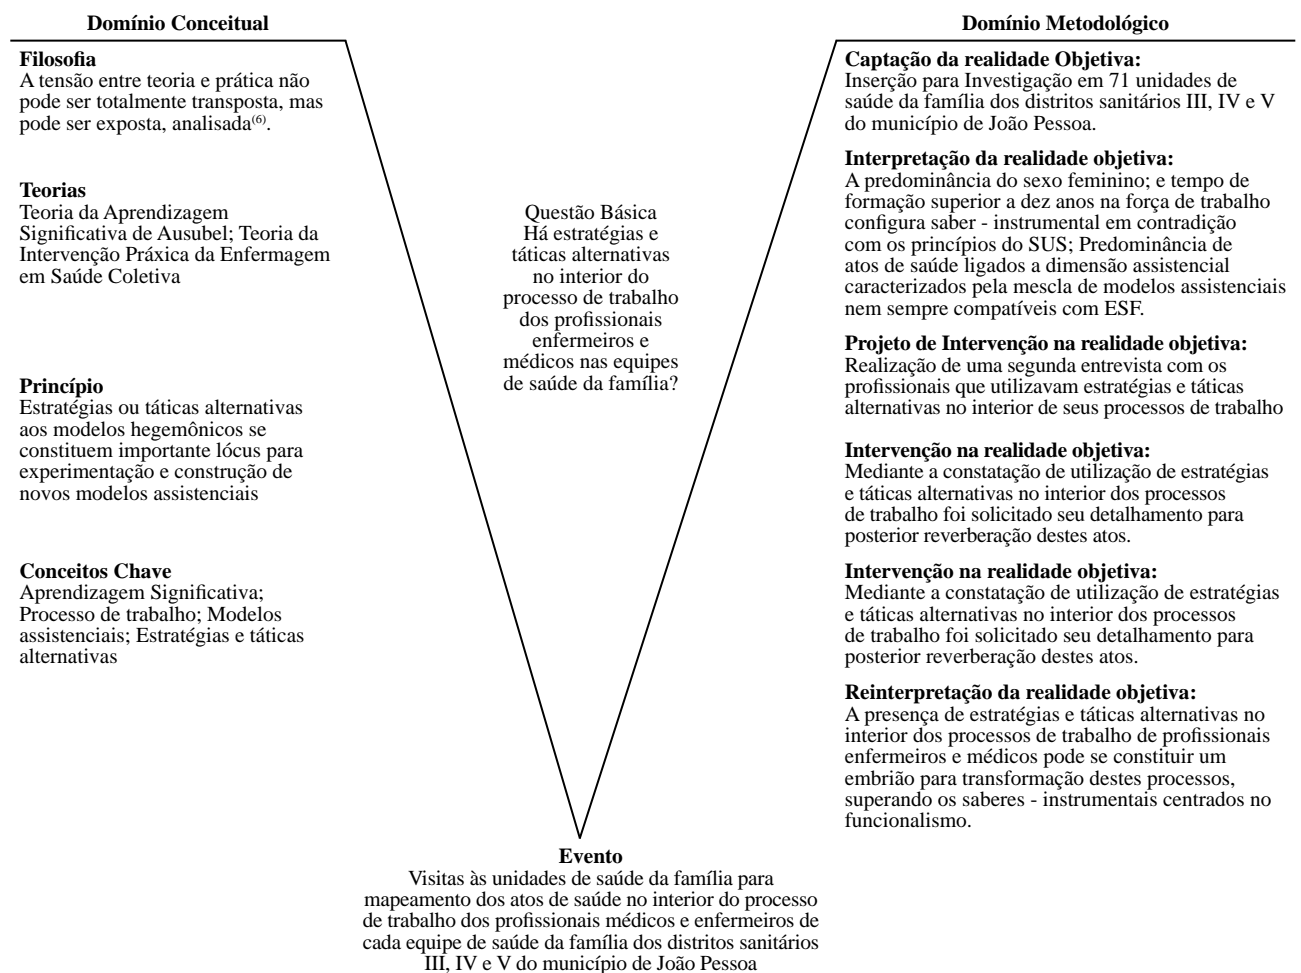 Domínio Conceitual
Filosofia
A tensão entre teoria e prática não
pode ser totalmente transposta, mas
pode ser exposta, analisada(6).
Teorias
Teoria da Aprendizagem
Significativa de Ausubel; Teoria da
Intervenção Práxica da Enfermagem
em Saúde Coletiva
Princípio
Estratégias ou táticas alternativas
aos modelos hegemônicos se
constituem importante lócus para
experimentação e construção de
novos modelos assistenciais
Conceitos Chave
Aprendizagem Significativa;
Processo de trabalho; Modelos
assistenciais; Estratégias e táticas
alternativas
Questão Básica
Há estratégias e
táticas alternativas
no interior do
processo de trabalho
dos profissionais
enfermeiros e
médicos nas equipes
de saúde da família?
Domínio Metodológico
Captação da realidade Objetiva:
Inserção para Investigação em 71 unidades de
saúde da família dos distritos sanitários III, IV e V
do município de João Pessoa.
Interpretação da realidade objetiva:
A predominância do sexo feminino; e tempo de
formação superior a dez anos na força de trabalho
configura saber - instrumental em contradição
com os princípios do SUS; Predominância de
atos de saúde ligados a dimensão assistencial
caracterizados pela mescla de modelos assistenciais
nem sempre compatíveis com ESF.
Projeto de Intervenção na realidade objetiva:
Realização de uma segunda entrevista com os
profissionais que utilizavam estratégias e táticas
alternativas no interior de seus processos de trabalho
Intervenção na realidade objetiva:
Mediante a constatação de utilização de estratégias
e táticas alternativas no interior dos processos
de trabalho foi solicitado seu detalhamento para
posterior reverberação destes atos.
Intervenção na realidade objetiva:
Mediante a constatação de utilização de estratégias
e táticas alternativas no interior dos processos
de trabalho foi solicitado seu detalhamento para
posterior reverberação destes atos.
Reinterpretação da realidade objetiva:
A presença de estratégias e táticas alternativas no
interior dos processos de trabalho de profissionais
enfermeiros e médicos pode se constituir um
embrião para transformação destes processos,
superando os saberes - instrumentais centrados no
funcionalismo.
Evento
Visitas às unidades de saúde da família para
mapeamento dos atos de saúde no interior do processo
de trabalho dos profissionais médicos e enfermeiros de
cada equipe de saúde da família dos distritos sanitários
III, IV e V do município de João Pessoa